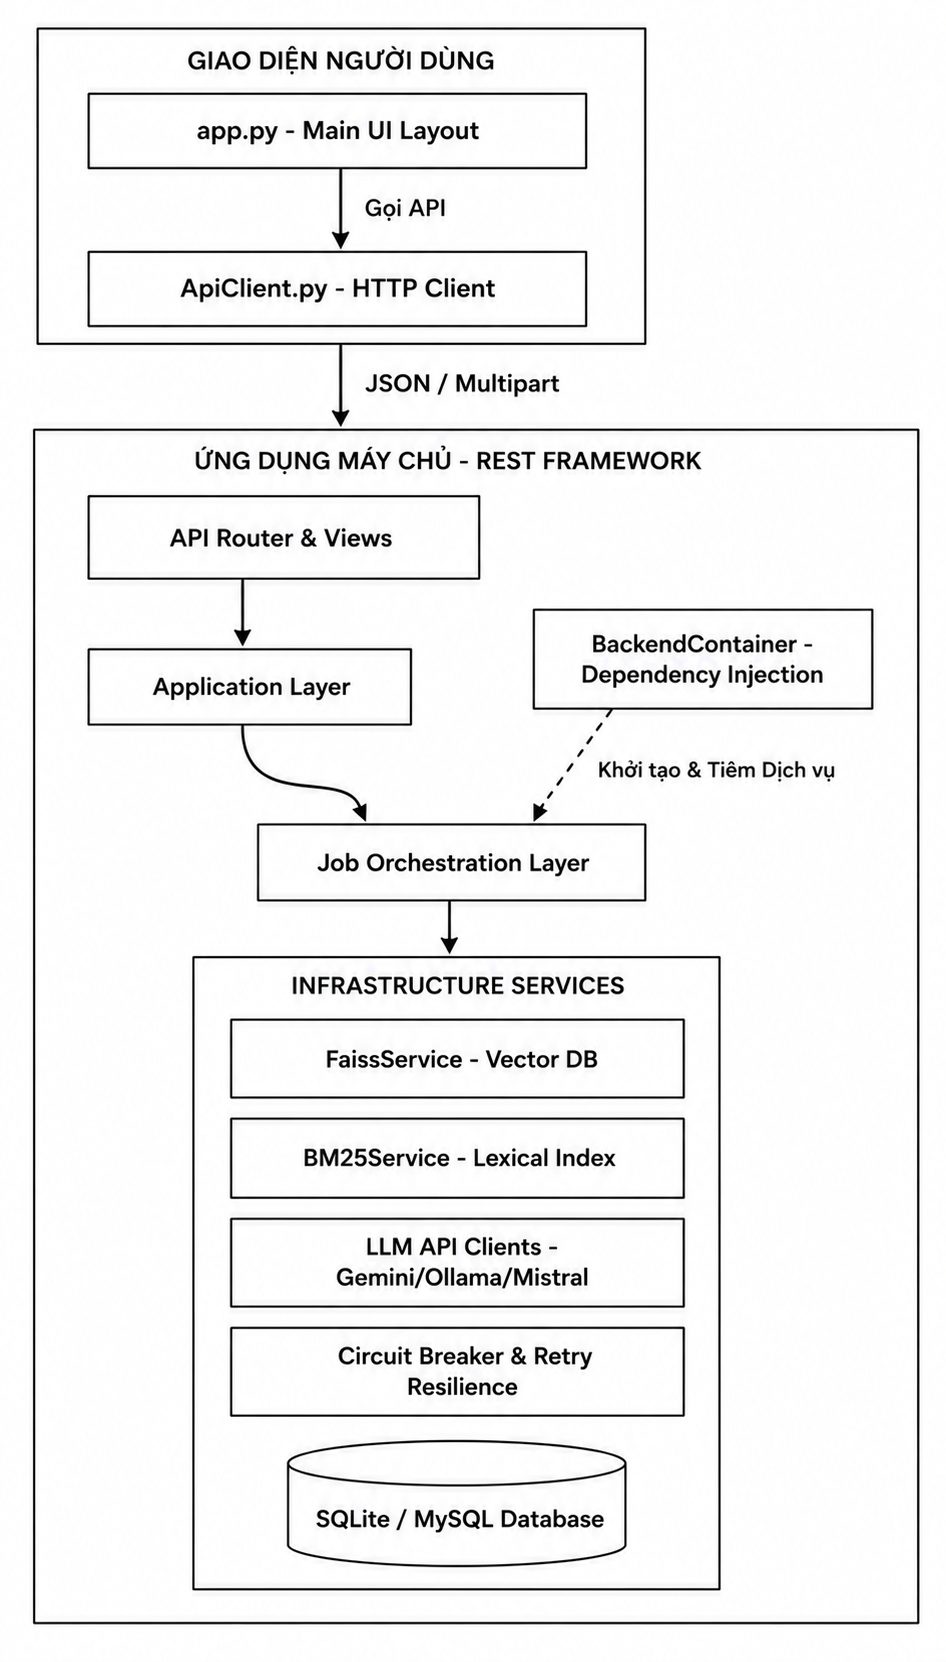 GIAO DIỆN NGƯỜI DÙNG
app.py - Main UI Layout
Gọi API
ApiClient.py - HTTP Client
JSON / Multipart
ỨNG DỤNG MÁY CHỦ - REST FRAMEWORK
API Router & Views
BackendContainer -
Dependency Injection
Application Layer
Khởi tạo & Tiêm Dịch vụ
Job Orchestration Layer
INFRASTRUCTURE SERVICES
FaissService - Vector DB
BM25Service - Lexical Index
LLM API Clients -
Gemini/Ollama/Mistral
Circuit Breaker & Retry
Resilience
SQLite / MySQL Database